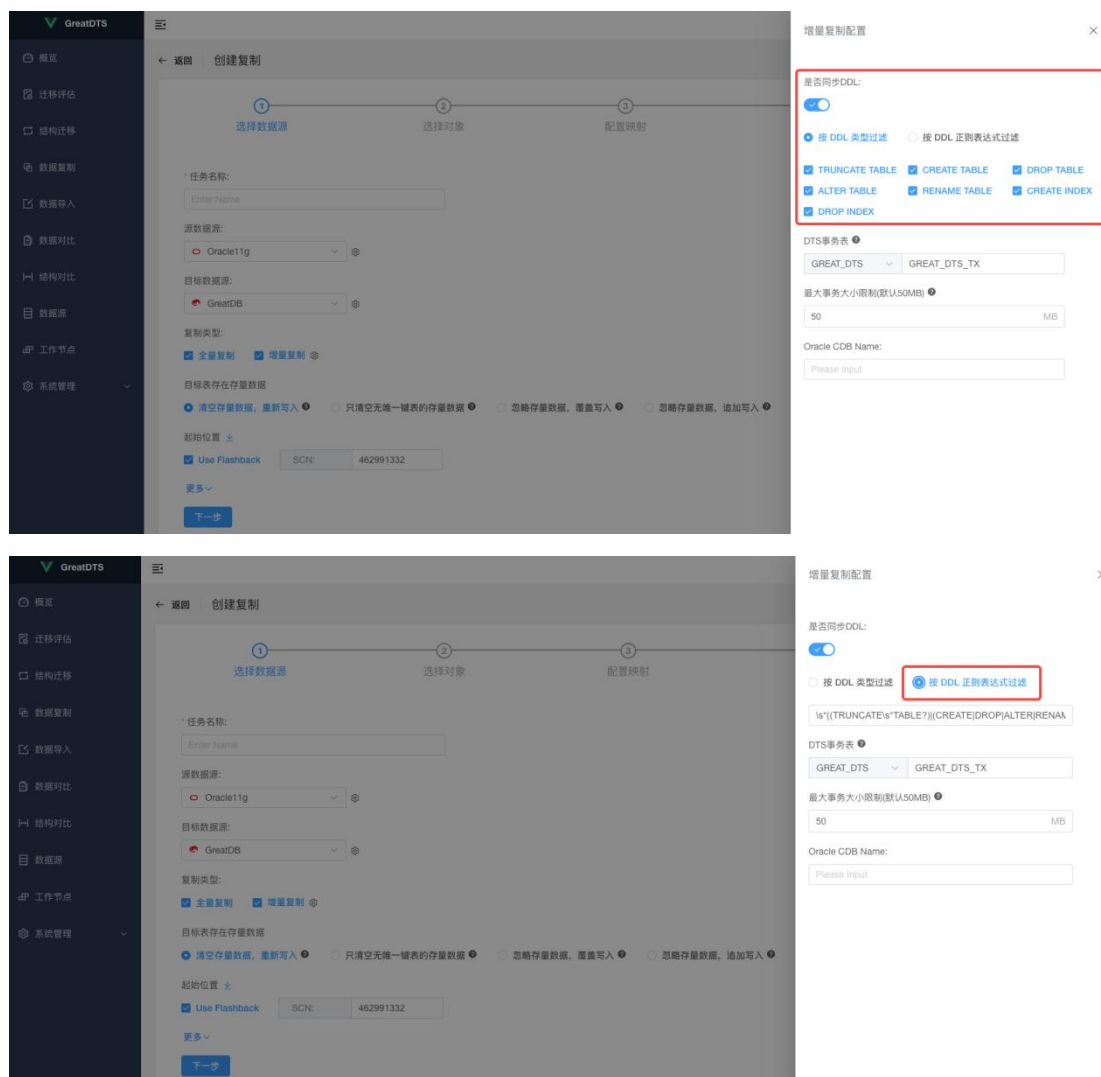 GreatDTS
概览
迁移评估
结构迁移
数据复制
数据导入
数据对比
结构对比
数据源
工作节点
系统管理
← 返回 创建复制
1 2 3
选择数据源 选择对象 配置映射
* 任务名称:
Enter Name
源数据源:
Oracle11g
目标数据源:
GreatDB
复制类型:
全量复制 增量复制
目标表存在存量数据
清空存量数据，重新写入 只清空无唯一键表的存量数据 忽略存量数据，覆盖写入 忽略存量数据，追加写入
起始位置
Use Flashback SCN: 462991332
更多
下一步
增量复制配置
是否同步DDL:
按 DDL 类型过滤 按 DDL 正则表达式过滤
TRUNCATE TABLE CREATE TABLE DROP TABLE
ALTER TABLE RENAME TABLE CREATE INDEX
DROP INDEX
DTS事务表
GREAT_DTS GREAT_DTS_TX
最大事务大小限制(默认50MB)
50 MB
Oracle CDB Name:
Please Input
GreatDTS
概览
迁移评估
结构迁移
数据复制
数据导入
数据对比
结构对比
数据源
工作节点
系统管理
← 返回 创建复制
1 2 3
选择数据源 选择对象 配置映射
* 任务名称:
Enter Name
源数据源:
Oracle11g
目标数据源:
GreatDB
复制类型:
全量复制 增量复制
目标表存在存量数据
清空存量数据，重新写入 只清空无唯一键表的存量数据 忽略存量数据，覆盖写入 忽略存量数据，追加写入
起始位置
Use Flashback SCN: 462991332
更多
下一步
增量复制配置
是否同步DDL:
按 DDL 类型过滤 按 DDL 正则表达式过滤
\s*((TRUNCATE\s*TABLE?)|(CREATE|DROP|ALTER|RENAM
DTS事务表
GREAT_DTS GREAT_DTS_TX
最大事务大小限制(默认50MB)
50 MB
Oracle CDB Name:
Please Input